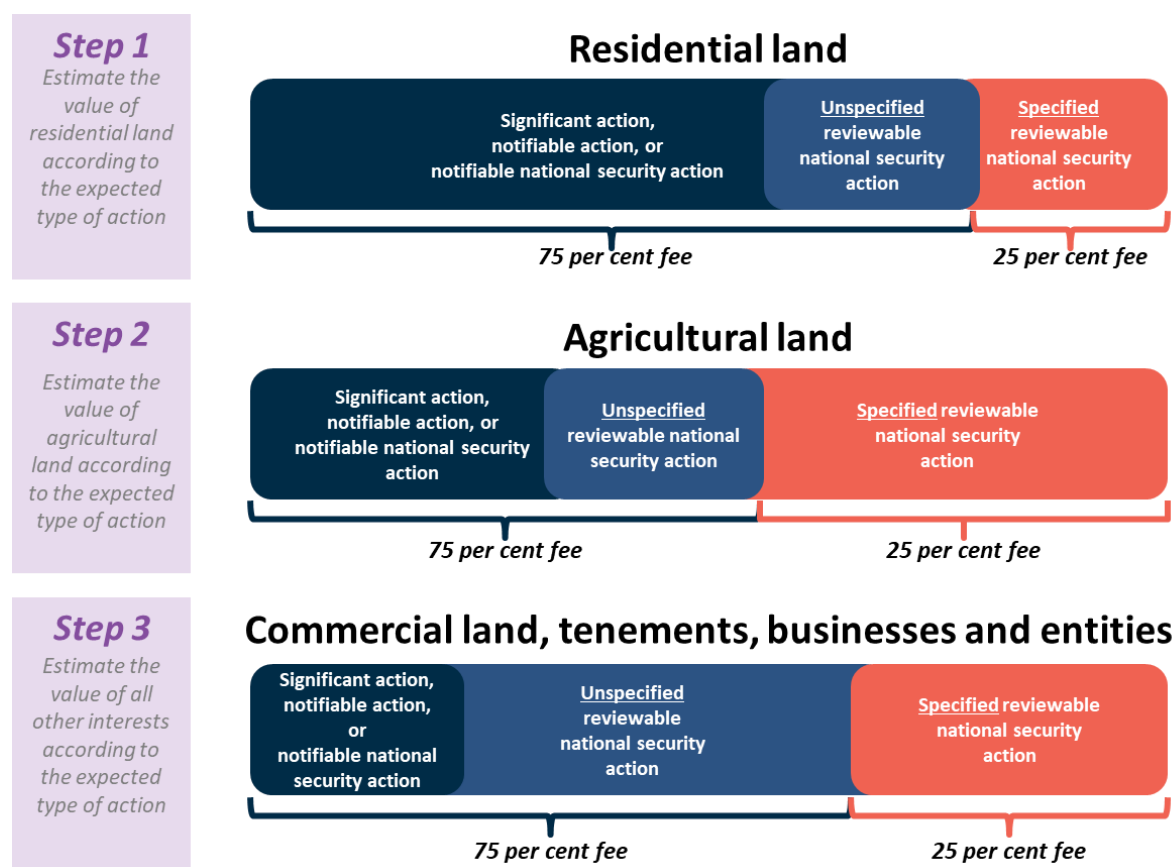 Step 1
Estimate the
value of
residential land
according to
the expected
type of action
Residential land
Significant action,
notifiable action, or
notifiable national security action
Unspecified
reviewable
national security
action
Specified
reviewable
national security
action
75 per cent fee
25 per cent fee
Step 2
Estimate the
value of
agricultural
land according
to the expected
type of action
Agricultural land
Significant action,
notifiable action, or
notifiable national security
action
Unspecified
reviewable national
security action
Specified reviewable
national security
action
75 per cent fee
25 per cent fee
Step 3
Estimate the
value of all
other interests
according to
the expected
type of action
Commercial land, tenements, businesses and entities
Significant action,
notifiable action,
or
notifiable national
security action
Unspecified
reviewable
national security
action
Specified reviewable
national security
action
75 per cent fee
25 per cent fee